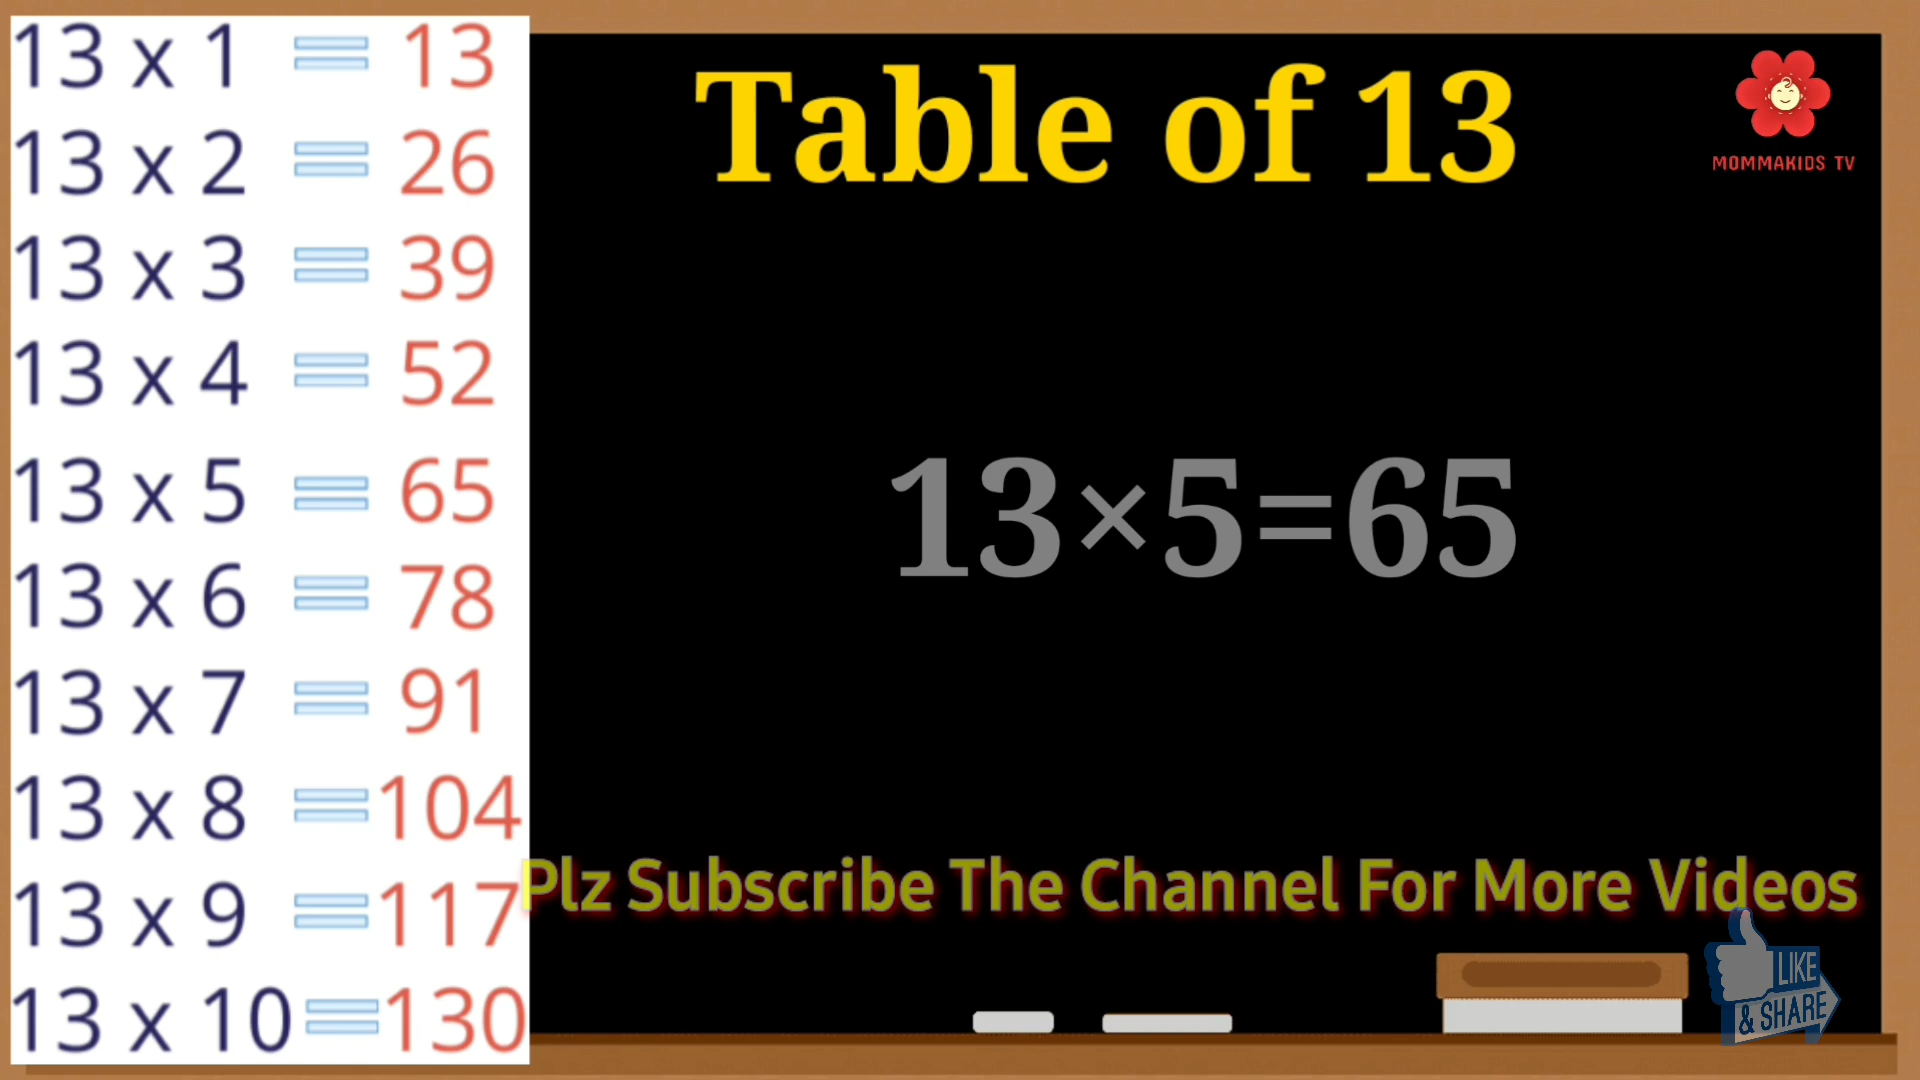 13 x 1 = 13
13 x 2 = 26
13 x 3 = 39
13 x 4 = 52
13 x 5 = 65
13 x 6 = 78
13 x 7 = 91
13 x 8 = 104
13 x 9 = 117
13 x 10 = 130
Table of 13
MOMMAKIDS TV
13×5=65
Plz Subscribe The Channel For More Videos
LIKE
& SHARE